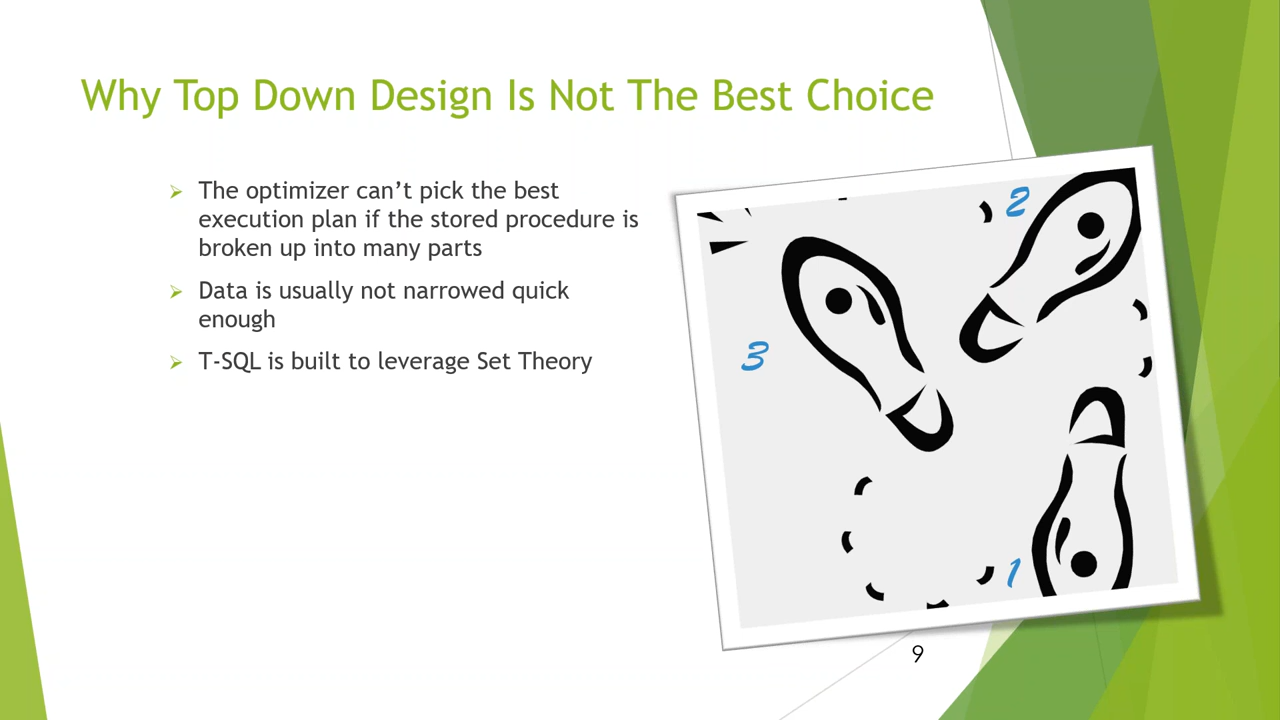 Why Top Down Design Is Not The Best Choice
The optimizer can’t pick the best
execution plan if the stored procedure is
broken up into many parts
Data is usually not narrowed quick
enough
T-SQL is built to leverage Set Theory
2
3
1
9